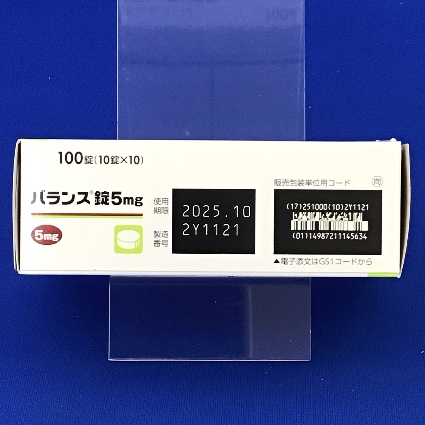 100錠(10錠×10)
バランス®錠5mg
5mg
使用期限 2025.10
製造番号 2Y1121
販売包装単位用コード 向
(17)251000(10)2Y1121
(01)14987211145634
▲電子添文はGS1コードから